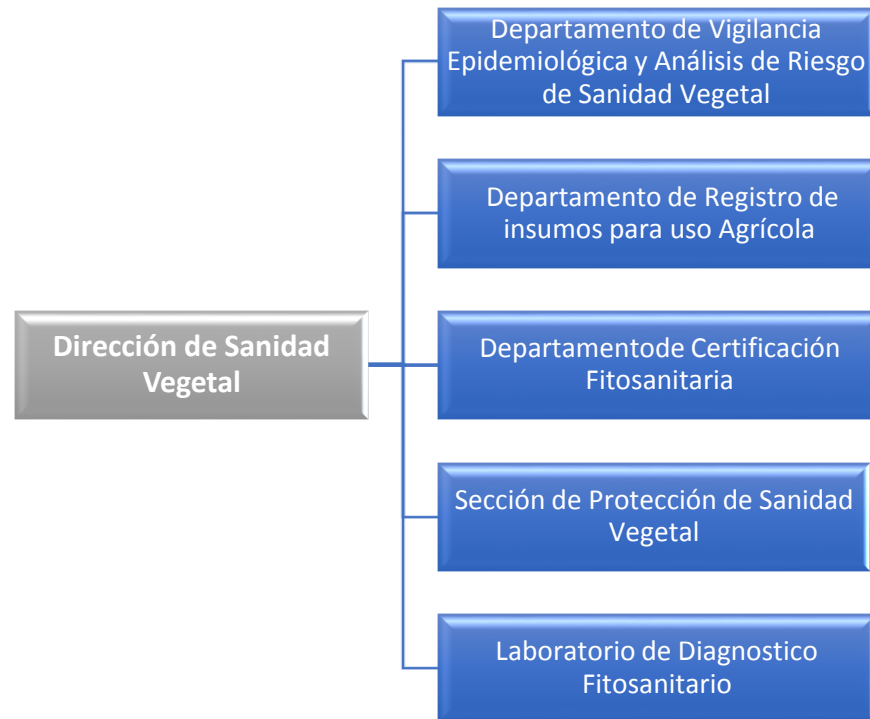 Departamento de Vigilancia
Epidemiológica y Análisis de Riesgo
de Sanidad Vegetal
Departamento de Registro de
insumos para uso Agrícola
Dirección de Sanidad
Vegetal
Departamentode Certificación
Fitosanitaria
Sección de Protección de Sanidad
Vegetal
Laboratorio de Diagnostico
Fitosanitario